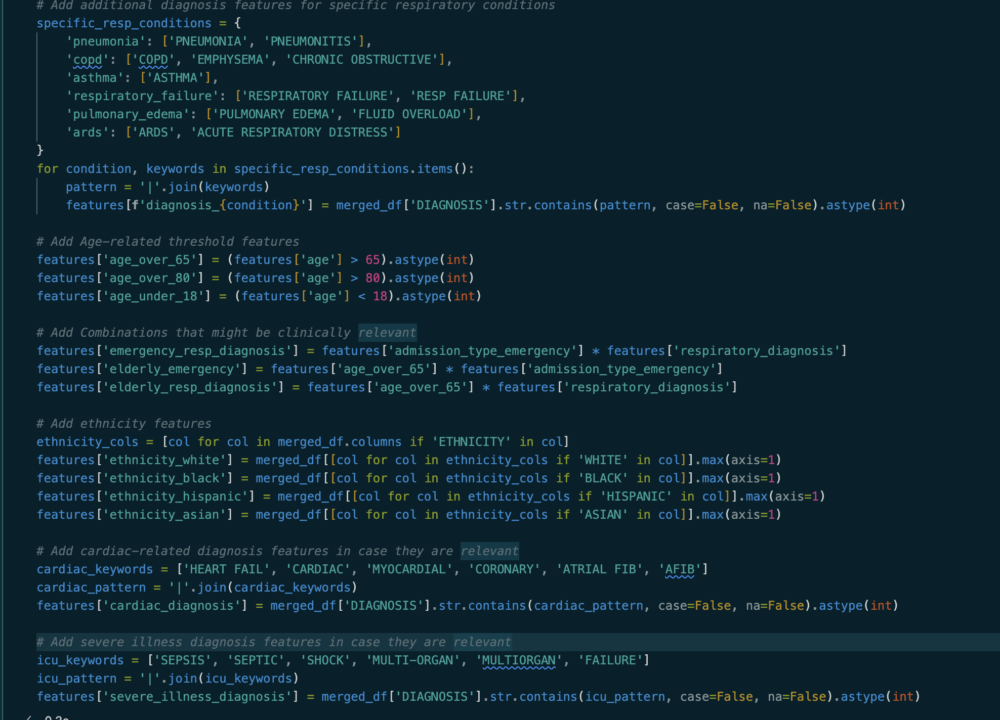 # Add additional diagnosis features for specific respiratory conditions
specific_resp_conditions = {
    'pneumonia': ['PNEUMONIA', 'PNEUMONITIS'],
    'copd': ['COPD', 'EMPHYSEMA', 'CHRONIC OBSTRUCTIVE'],
    'asthma': ['ASTHMA'],
    'respiratory_failure': ['RESPIRATORY FAILURE', 'RESP FAILURE'],
    'pulmonary_edema': ['PULMONARY EDEMA', 'FLUID OVERLOAD'],
    'ards': ['ARDS', 'ACUTE RESPIRATORY DISTRESS']
}
for condition, keywords in specific_resp_conditions.items():
    pattern = '|'.join(keywords)
    features[f'diagnosis_{condition}'] = merged_df['DIAGNOSIS'].str.contains(pattern, case=False, na=False).astype(int)

# Add Age-related threshold features
features['age_over_65'] = (features['age'] > 65).astype(int)
features['age_over_80'] = (features['age'] > 80).astype(int)
features['age_under_18'] = (features['age'] < 18).astype(int)

# Add Combinations that might be clinically relevant
features['emergency_resp_diagnosis'] = features['admission_type_emergency'] * features['respiratory_diagnosis']
features['elderly_emergency'] = features['age_over_65'] * features['admission_type_emergency']
features['elderly_resp_diagnosis'] = features['age_over_65'] * features['respiratory_diagnosis']

# Add ethnicity features
ethnicity_cols = [col for col in merged_df.columns if 'ETHNICITY' in col]
features['ethnicity_white'] = merged_df[[col for col in ethnicity_cols if 'WHITE' in col]].max(axis=1)
features['ethnicity_black'] = merged_df[[col for col in ethnicity_cols if 'BLACK' in col]].max(axis=1)
features['ethnicity_hispanic'] = merged_df[[col for col in ethnicity_cols if 'HISPANIC' in col]].max(axis=1)
features['ethnicity_asian'] = merged_df[[col for col in ethnicity_cols if 'ASIAN' in col]].max(axis=1)

# Add cardiac-related diagnosis features in case they are relevant
cardiac_keywords = ['HEART FAIL', 'CARDIAC', 'MYOCARDIAL', 'CORONARY', 'ATRIAL FIB', 'AFIB']
cardiac_pattern = '|'.join(cardiac_keywords)
features['cardiac_diagnosis'] = merged_df['DIAGNOSIS'].str.contains(cardiac_pattern, case=False, na=False).astype(int)

# Add severe illness diagnosis features in case they are relevant
icu_keywords = ['SEPSIS', 'SEPTIC', 'SHOCK', 'MULTI-ORGAN', 'MULTIORGAN', 'FAILURE']
icu_pattern = '|'.join(icu_keywords)
features['severe_illness_diagnosis'] = merged_df['DIAGNOSIS'].str.contains(icu_pattern, case=False, na=False).astype(int)